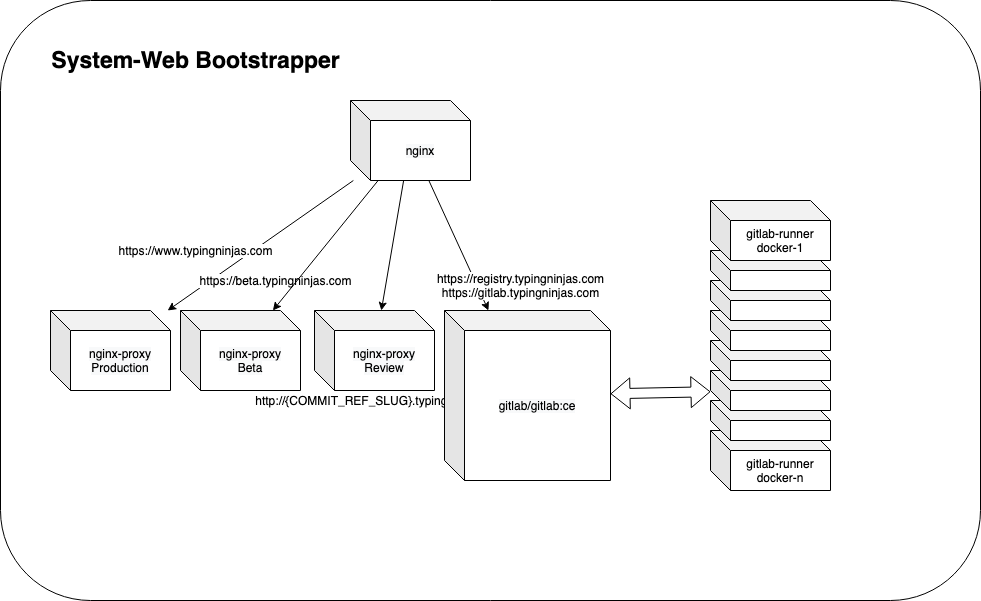 System-Web Bootstrapper
nginx
https://www.typingninjas.com
https://beta.typingninjas.com
https://registry.typingninjas.com
https://gitlab.typingninjas.com
nginx-proxy
Production
nginx-proxy
Beta
nginx-proxy
Review
http://{COMMIT_REF_SLUG}.typing
gitlab/gitlab:ce
gitlab-runner
docker-1
gitlab-runner
docker-n